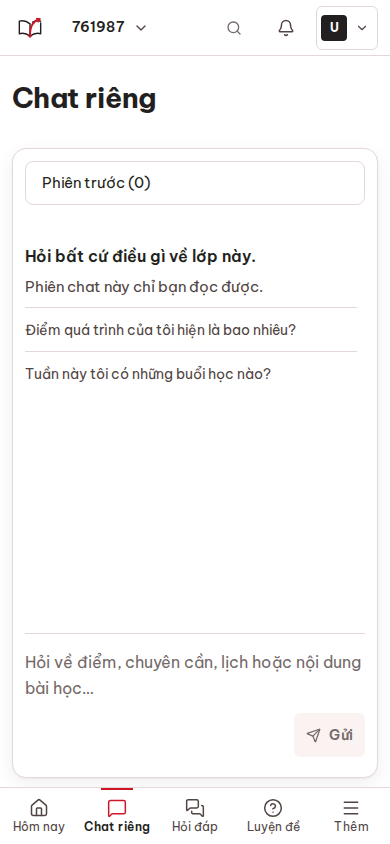 761987
U
Chat riêng
Phiên trước (0)
Hỏi bất cứ điều gì về lớp này.
Phiên chat này chỉ bạn đọc được.
Điểm quá trình của tôi hiện là bao nhiêu?
Tuần này tôi có những buổi học nào?
Hỏi về điểm, chuyên cần, lịch hoặc nội dung
bài học...
Gửi
Hôm nay
Chat riêng
Hỏi đáp
Luyện đề
Thêm